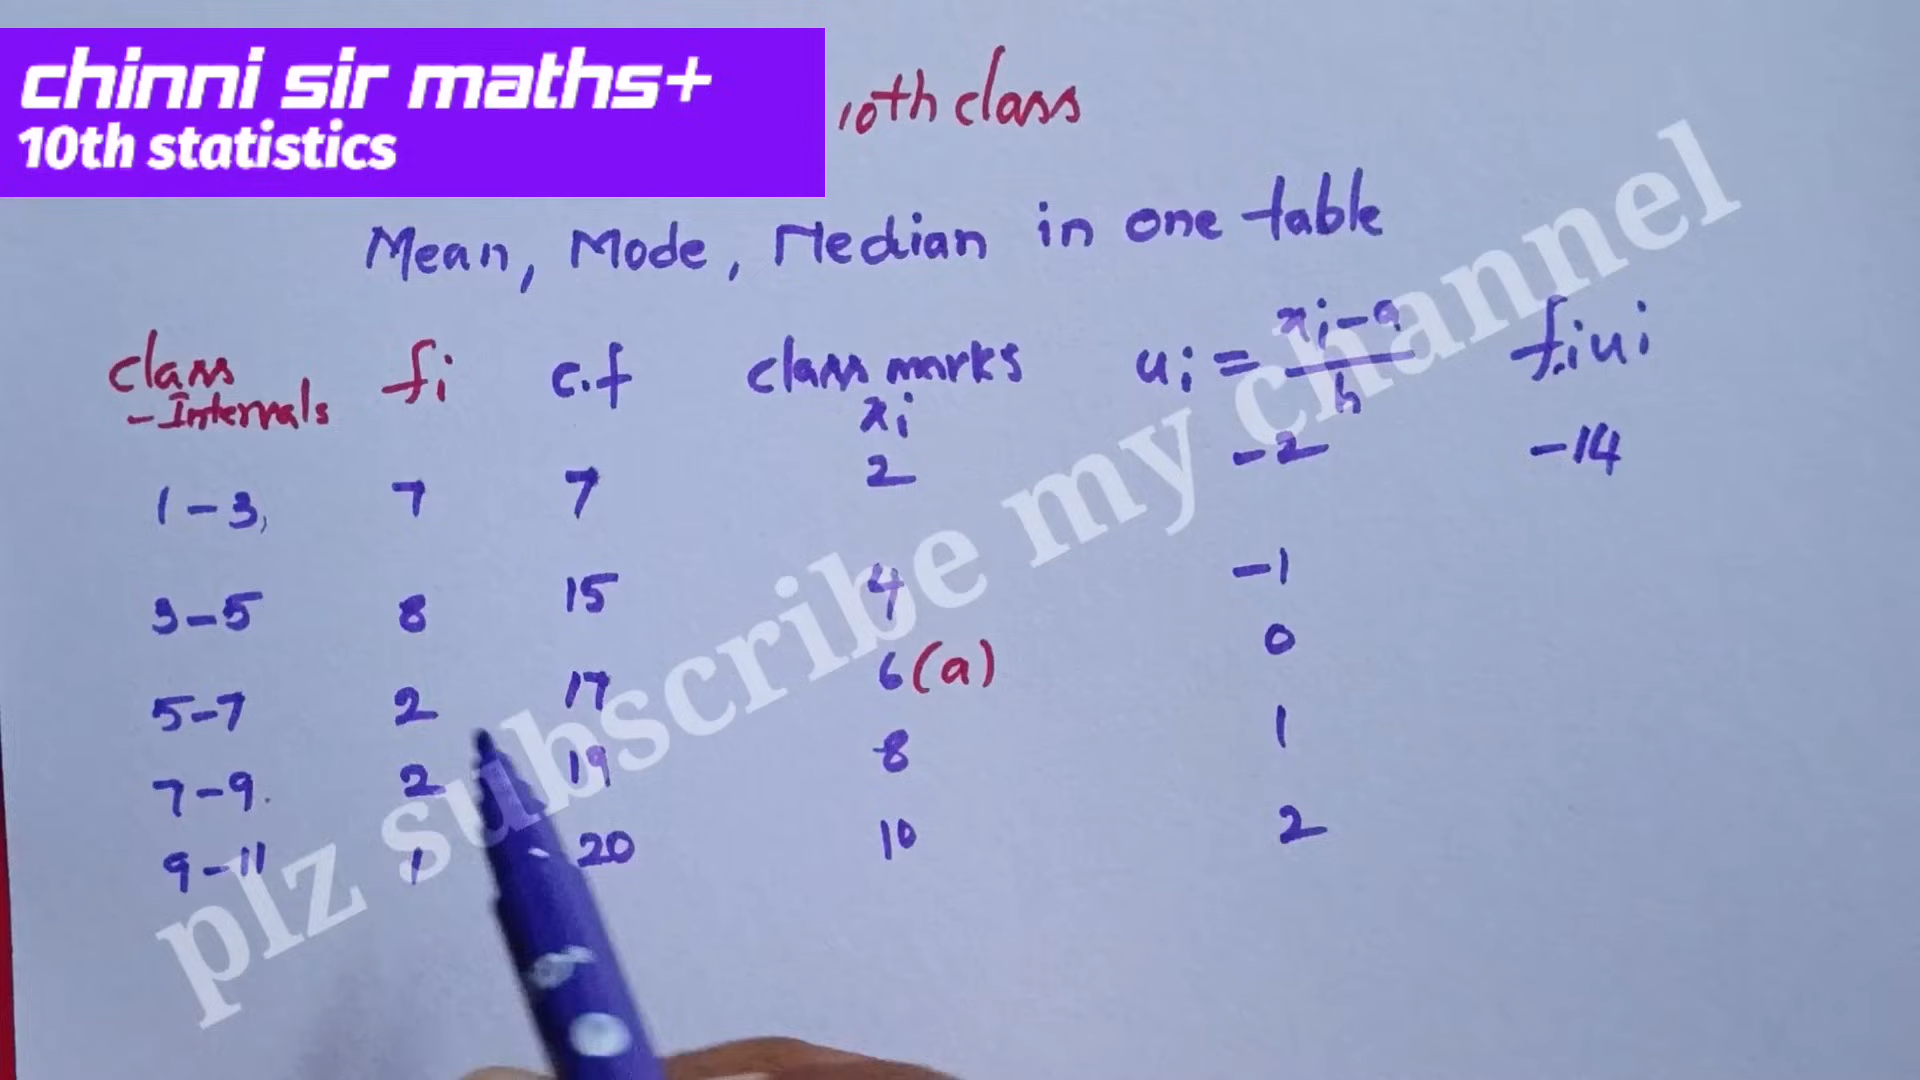 chinni sir maths+
10th statistics
10th class
Mean, Mode, Median in one table
class - Intervals fi c.f class marks xi ui = xi-a/h fiui
1-3, 7 7 2 -2 -14
3-5 8 15 4 -1
5-7 2 17 6(a) 0
7-9. 2 19 8 1
9-11 1 20 10 2
plz subscribe my channel